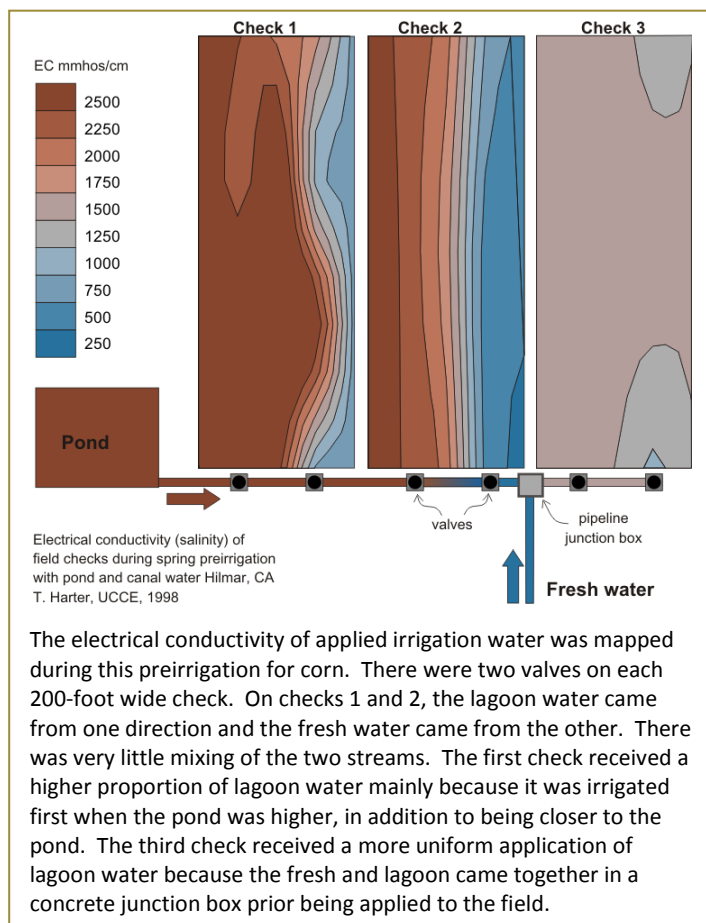 Check 1
Check 2
Check 3
EC mmhos/cm
2500
2250
2000
1750
1500
1250
1000
750
500
250
Pond
valves
pipeline
junction box
Fresh water
Electrical conductivity (salinity) of
field checks during spring preirrigation
with pond and canal water Hilmar, CA
T. Harter, UCCE, 1998
The electrical conductivity of applied irrigation water was mapped
during this preirrigation for corn. There were two valves on each
200-foot wide check. On checks 1 and 2, the lagoon water came
from one direction and the fresh water came from the other. There
was very little mixing of the two streams. The first check received a
higher proportion of lagoon water mainly because it was irrigated
first when the pond was higher, in addition to being closer to the
pond. The third check received a more uniform application of
lagoon water because the fresh and lagoon came together in a
concrete junction box prior being applied to the field.